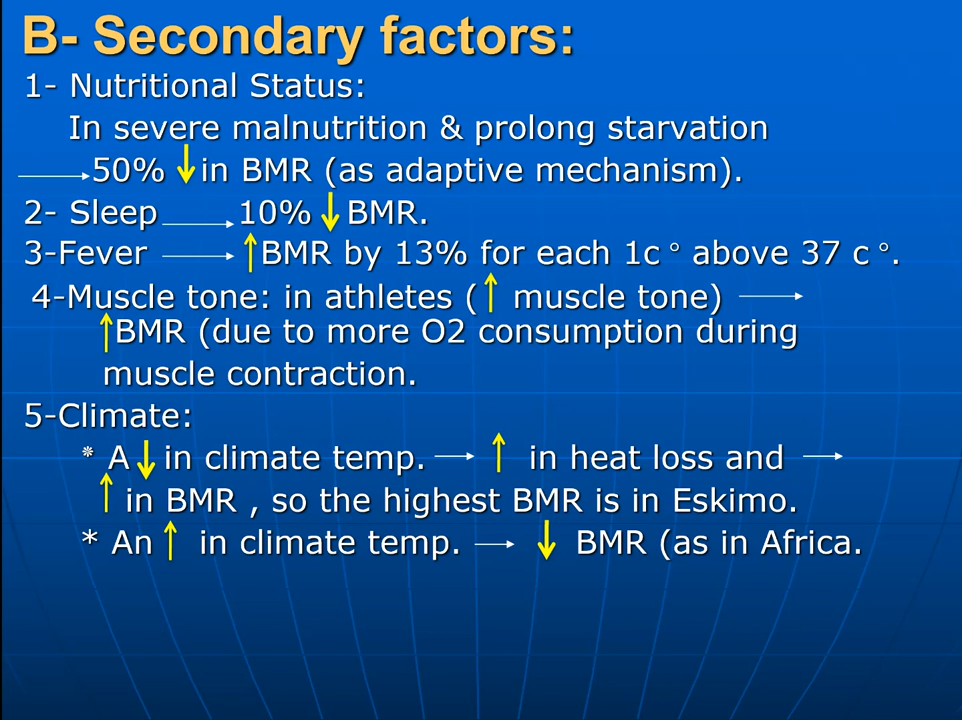 B- Secondary factors:
1- Nutritional Status:
In severe malnutrition & prolong starvation
→50% ↓in BMR (as adaptive mechanism).
2- Sleep → 10% ↓ BMR.
3-Fever → ↑BMR by 13% for each 1c ° above 37 c °.
4-Muscle tone: in athletes (↑ muscle tone) →
↑BMR (due to more O2 consumption during
muscle contraction.
5-Climate:
* A ↓ in climate temp. → ↑ in heat loss and →
↑ in BMR , so the highest BMR is in Eskimo.
* An ↑ in climate temp. → ↓ BMR (as in Africa.